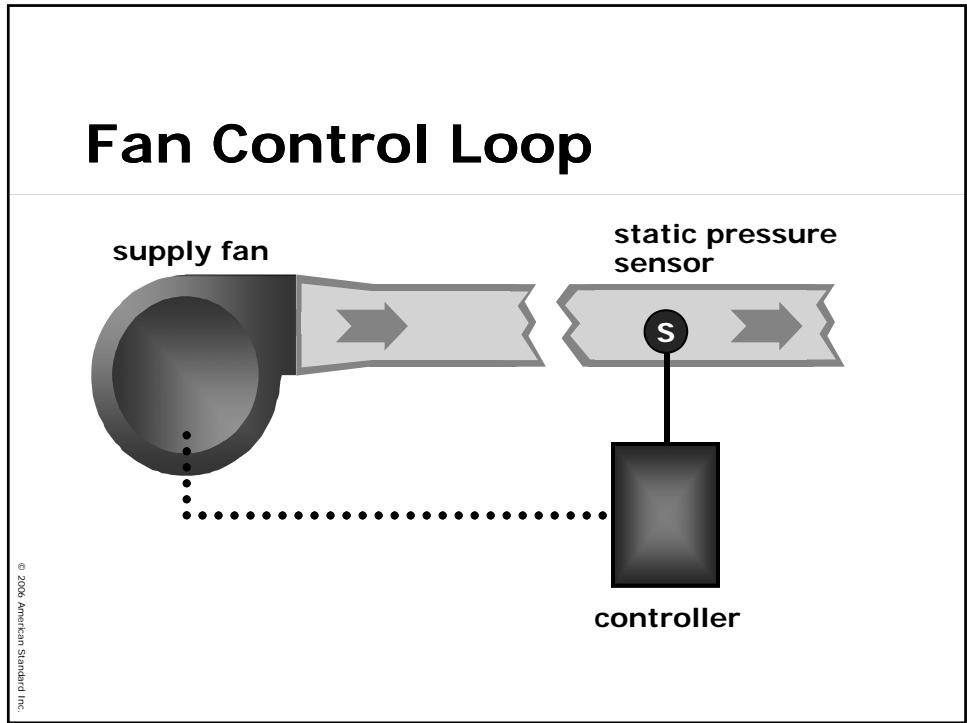 Fan Control Loop
supply fan
static pressure
sensor
S
controller
© 2006 American Standard Inc.